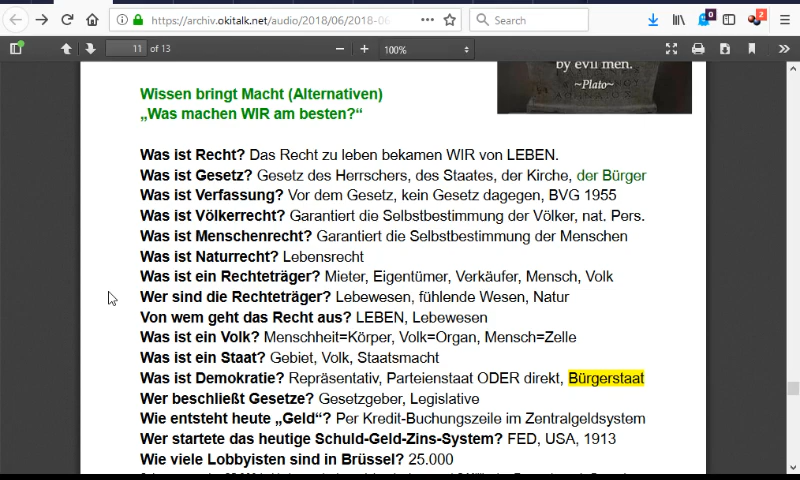 https://archiv.okitalk.net/audio/2018/06/2018-06
Search
0
2
11 of 13
100%
by evil men.
~Plato~
Wissen bringt Macht (Alternativen)
„Was machen WIR am besten?“
Was ist Recht? Das Recht zu leben bekamen WIR von LEBEN.
Was ist Gesetz? Gesetz des Herrschers, des Staates, der Kirche, der Bürger
Was ist Verfassung? Vor dem Gesetz, kein Gesetz dagegen, BVG 1955
Was ist Völkerrecht? Garantiert die Selbstbestimmung der Völker, nat. Pers.
Was ist Menschenrecht? Garantiert die Selbstbestimmung der Menschen
Was ist Naturrecht? Lebensrecht
Was ist ein Rechteträger? Mieter, Eigentümer, Verkäufer, Mensch, Volk
Wer sind die Rechteträger? Lebewesen, fühlende Wesen, Natur
Von wem geht das Recht aus? LEBEN, Lebewesen
Was ist ein Volk? Menschheit=Körper, Volk=Organ, Mensch=Zelle
Was ist ein Staat? Gebiet, Volk, Staatsmacht
Was ist Demokratie? Repräsentativ, Parteienstaat ODER direkt, Bürgerstaat
Wer beschließt Gesetze? Gesetzgeber, Legislative
Wie entsteht heute „Geld“? Per Kredit-Buchungszeile im Zentralgeldsystem
Wer startete das heutige Schuld-Geld-Zins-System? FED, USA, 1913
Wie viele Lobbyisten sind in Brüssel? 25.000